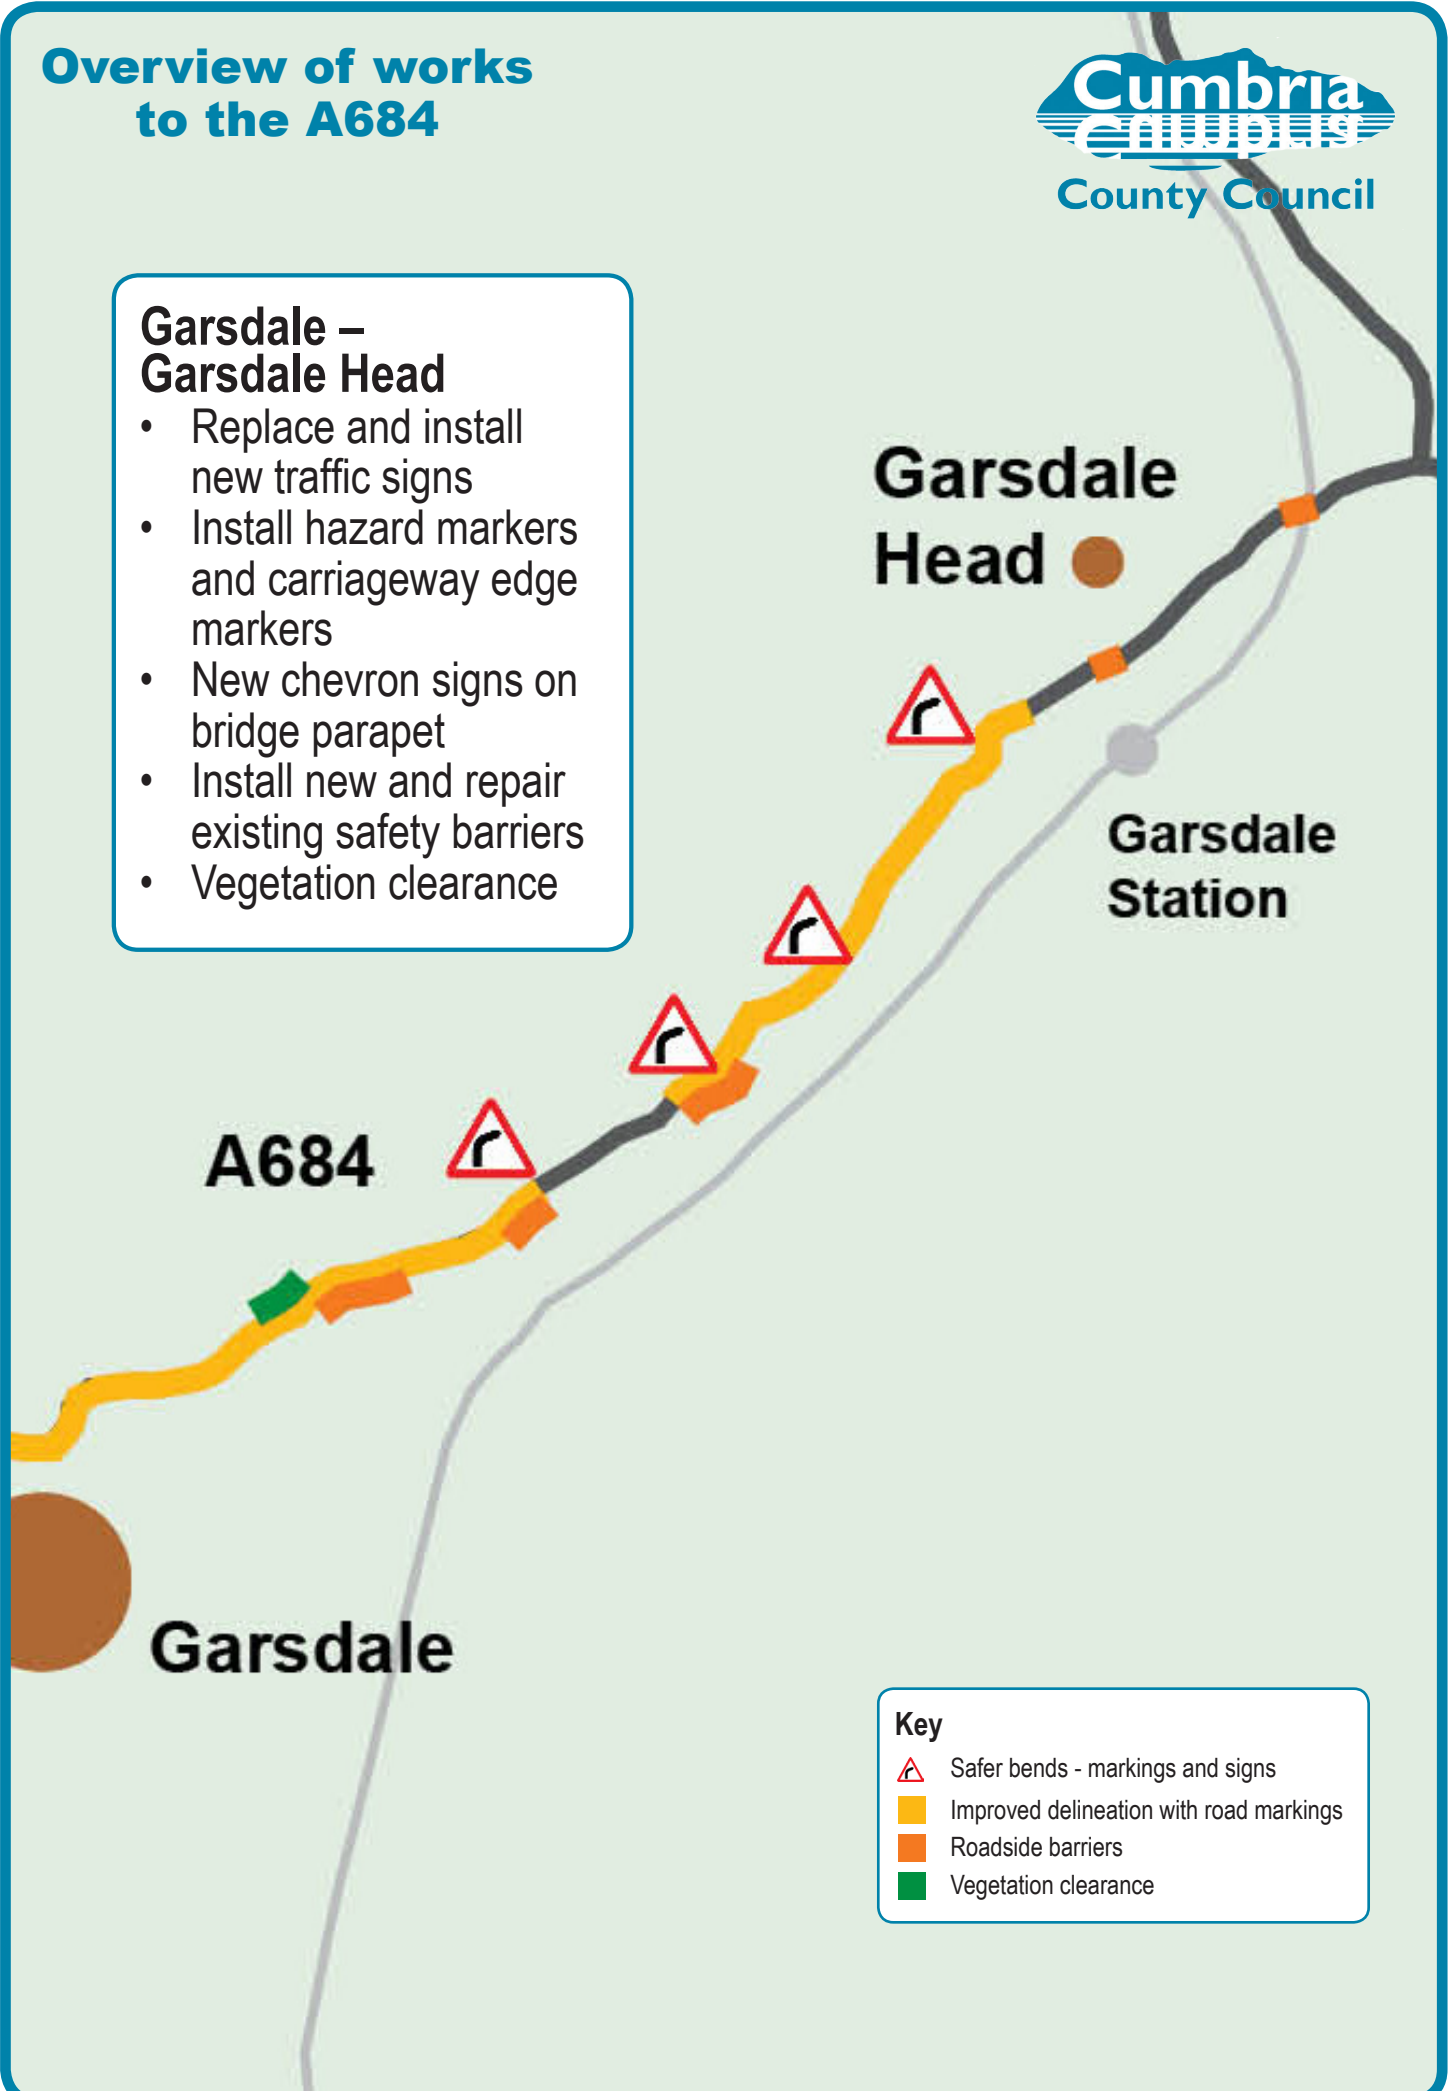 Overview of works
to the A684
Cumbria
County Council
Garsdale –
Garsdale Head
• Replace and install
new traffic signs
• Install hazard markers
and carriageway edge
markers
• New chevron signs on
bridge parapet
• Install new and repair
existing safety barriers
• Vegetation clearance
Garsdale
Head
Garsdale
Station
A684
Garsdale
Key
Safer bends - markings and signs
Improved delineation with road markings
Roadside barriers
Vegetation clearance